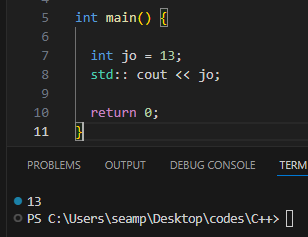 5 int main() {
6
7 int jo = 13;
8 std:: cout << jo;
9
10 return 0;
11 }
PROBLEMS OUTPUT DEBUG CONSOLE TERM
13
PS C:\Users\seamp\Desktop\codes\C++>